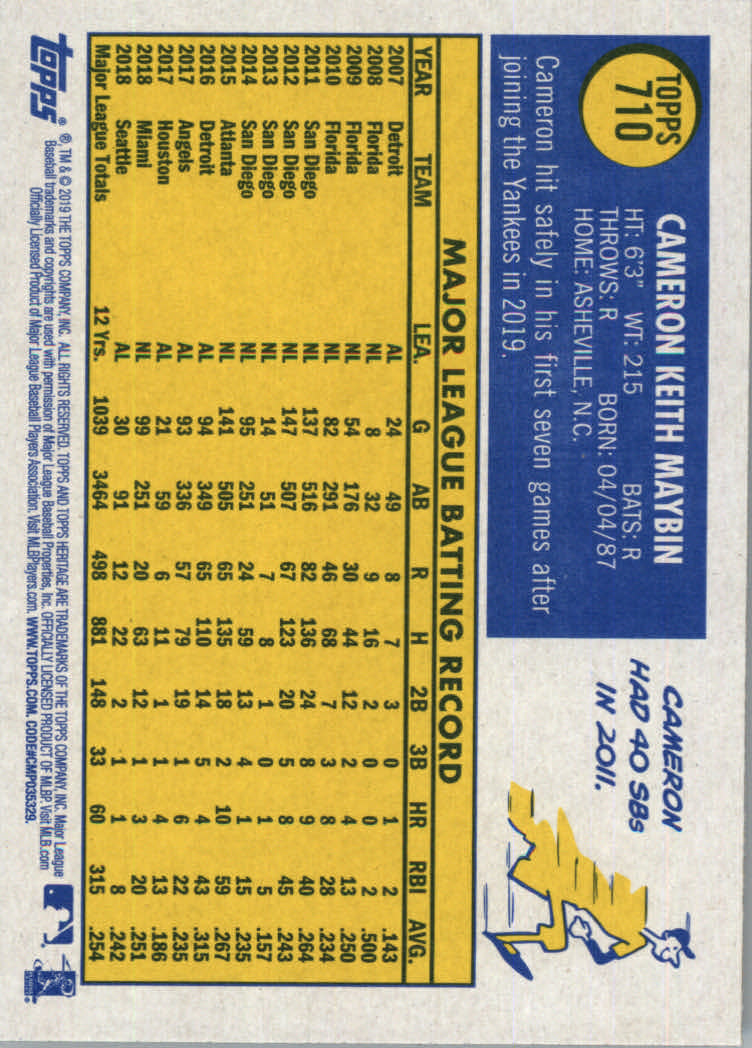 TOPPS
710
CAMERON KEITH MAYBIN
HT: 6'3" WT: 215 BATS: R
THROWS: R BORN: 04/04/87
HOME: ASHEVILLE, N.C.
Cameron hit safely in his first seven games after
joining the Yankees in 2019.
CAMERON
HAD 40 SBs
IN 2011.
MAJOR LEAGUE BATTING RECORD
YEAR TEAM LEA. G AB R H 2B 3B HR RBI AVG.
2007 Detroit AL 24 49 8 7 3 0 1 2 .143
2008 Florida NL 8 32 9 16 2 0 0 2 .500
2009 Florida NL 54 176 30 44 12 2 4 13 .250
2010 Florida NL 82 291 46 68 7 3 8 28 .234
2011 San Diego NL 137 516 82 136 24 8 9 40 .264
2012 San Diego NL 147 507 67 123 20 5 8 45 .243
2013 San Diego NL 14 51 7 8 1 0 1 5 .157
2014 San Diego NL 95 251 24 59 13 4 1 15 .235
2015 Atlanta NL 141 505 65 135 18 2 10 59 .267
2016 Detroit AL 94 349 65 110 14 5 4 43 .315
2017 Angels AL 93 336 57 79 19 1 6 22 .235
2017 Houston AL 21 59 6 11 1 1 4 13 .186
2018 Miami NL 99 251 20 63 12 1 3 20 .251
2018 Seattle AL 30 91 12 22 2 1 1 8 .242
Major League Totals 12 Yrs. 1039 3464 498 881 148 33 60 315 .254
topps®
®, TM & © 2019 THE TOPPS COMPANY, INC. ALL RIGHTS RESERVED. TOPPS AND TOPPS HERITAGE ARE TRADEMARKS OF THE TOPPS COMPANY, INC. Major League
Baseball trademarks and copyrights are used with permission of Major League Baseball Properties, Inc. OFFICIALLY LICENSED PRODUCT OF MLBP. Visit MLB.com
Officially Licensed Product of Major League Baseball Players Association. Visit MLBPlayers.com. WWW.TOPPS.COM. CODE#CMP035329.